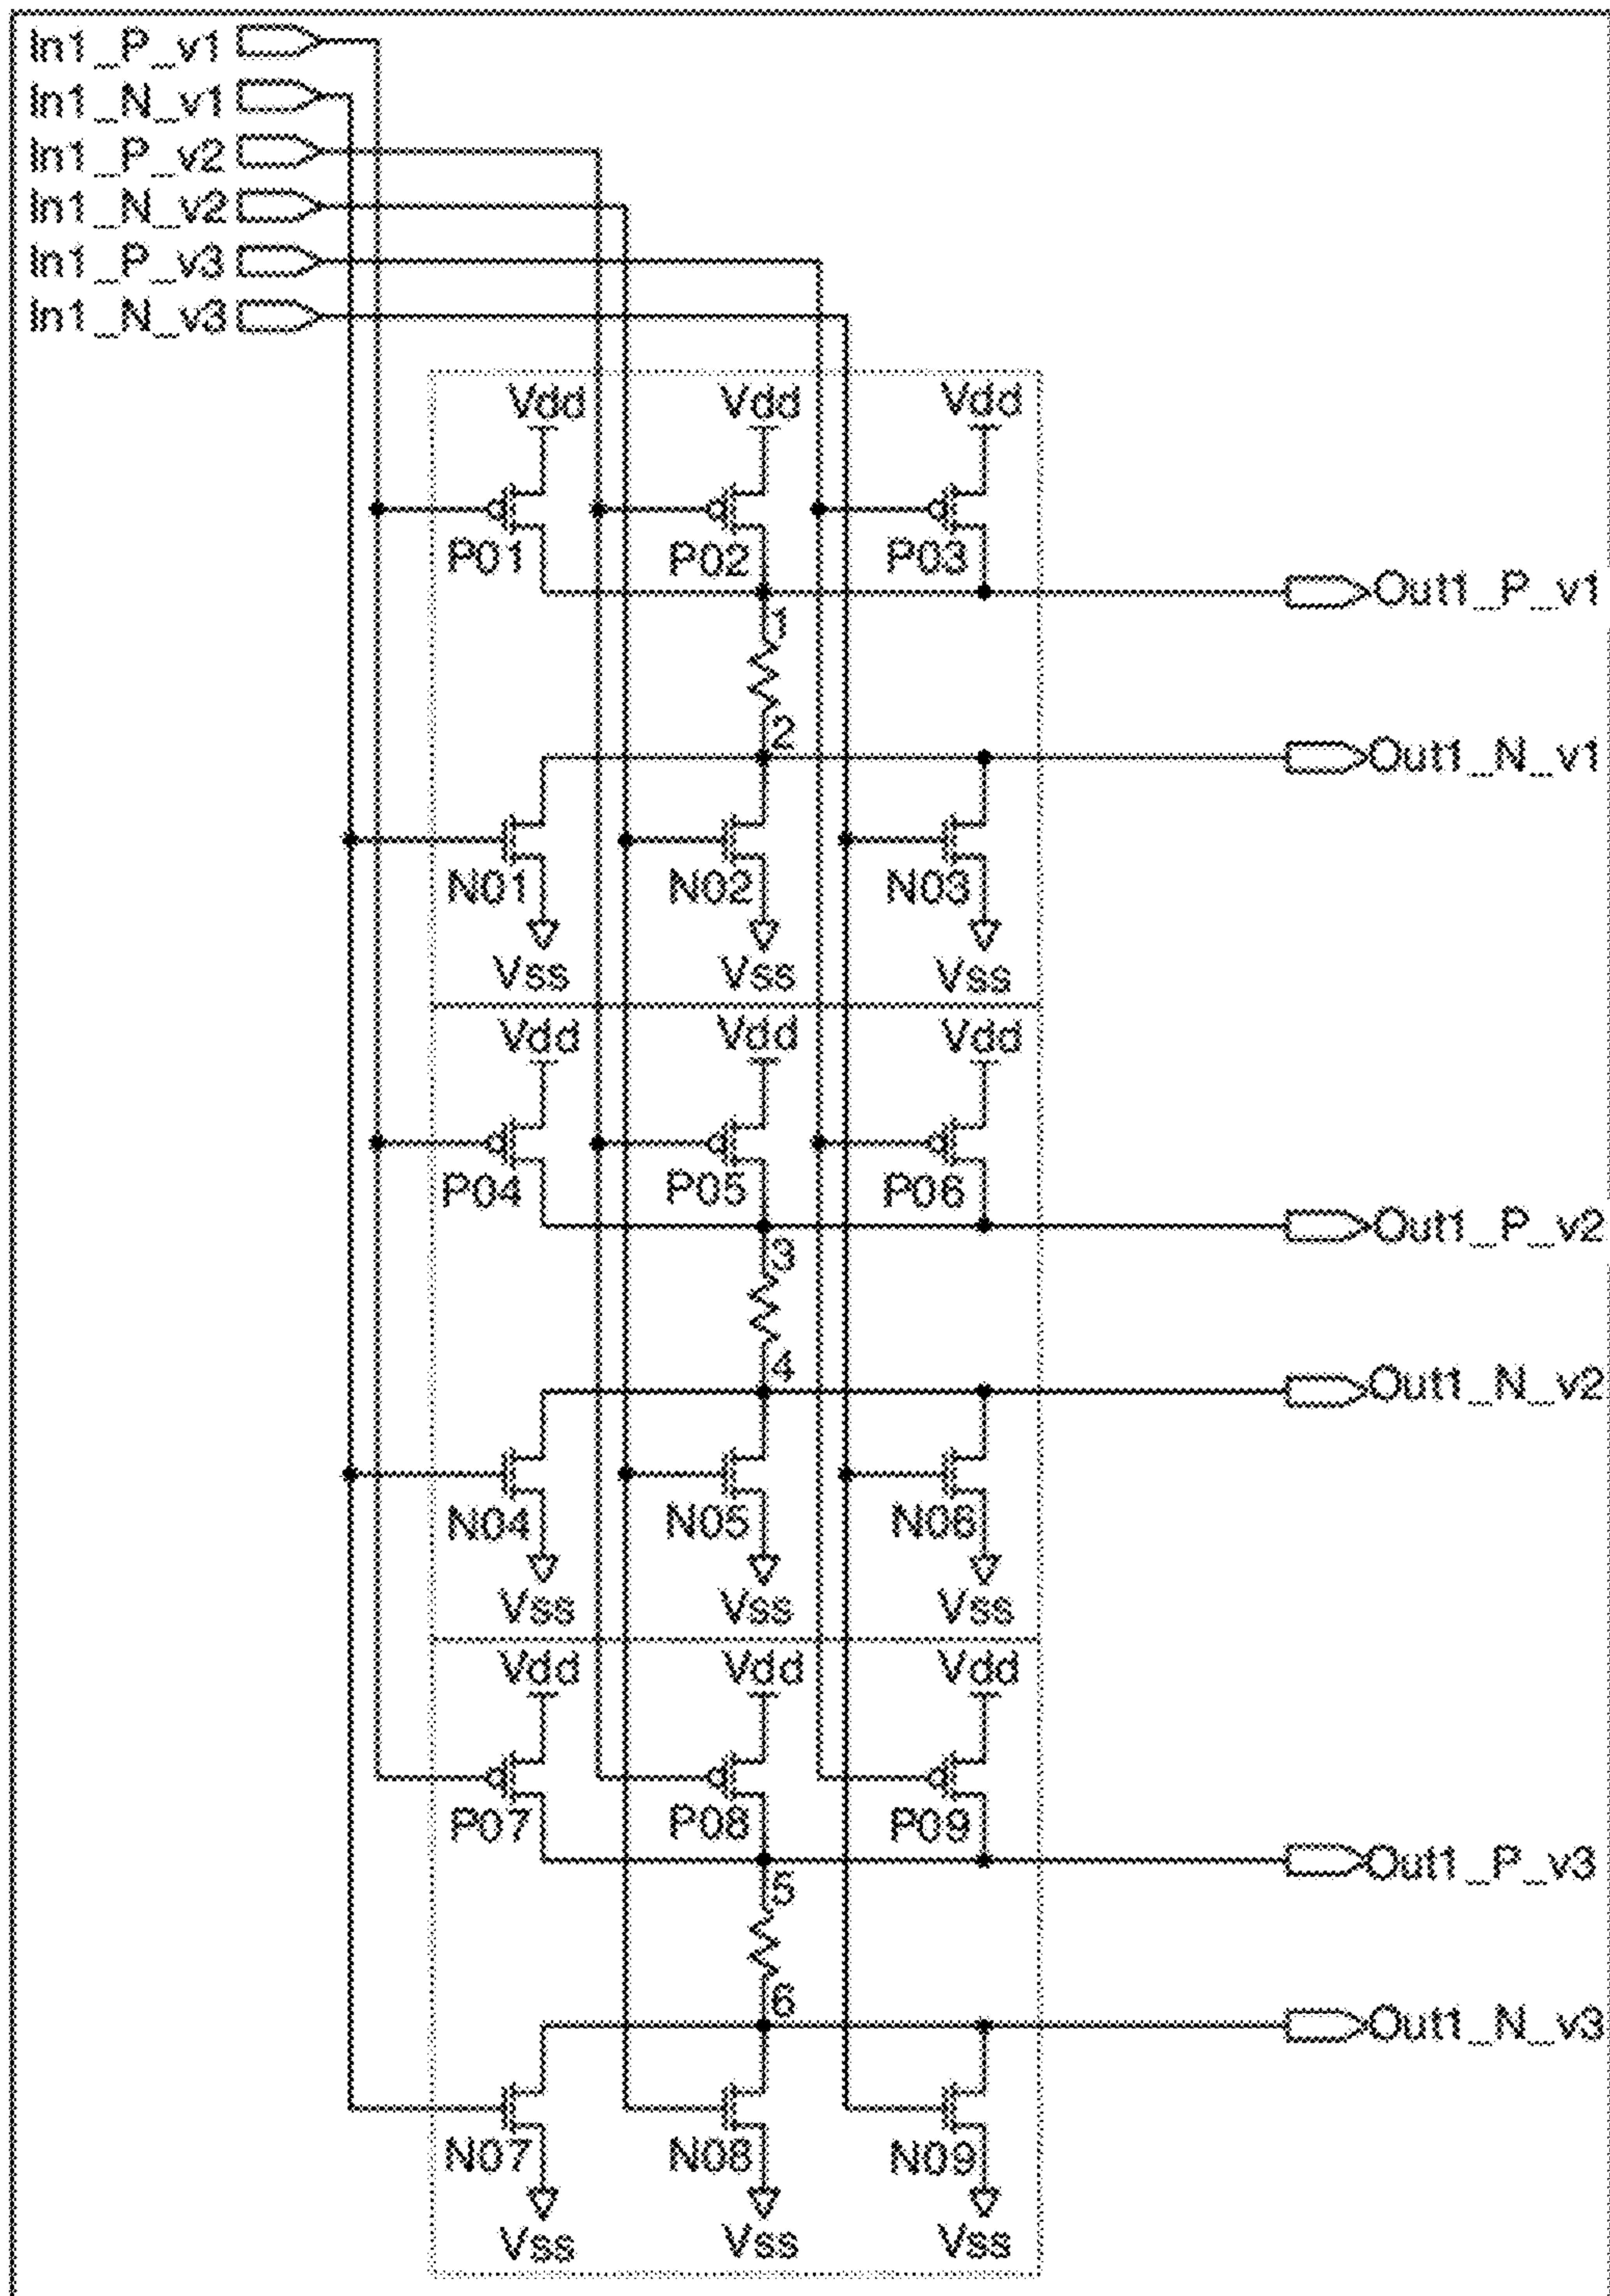 In1_P_v1
In1_N_v1
In1_P_v2
In1_N_v2
In1_P_v3
In1_N_v3
Vdd Vdd Vdd
P01 P02 P03
Out1_P_v1
1
2
Out1_N_v1
N01 N02 N03
Vss Vss Vss
Vdd Vdd Vdd
P04 P05 P06
Out1_P_v2
3
4
Out1_N_v2
N04 N05 N06
Vss Vss Vss
Vdd Vdd Vdd
P07 P08 P09
Out1_P_v3
5
6
Out1_N_v3
N07 N08 N09
Vss Vss Vss